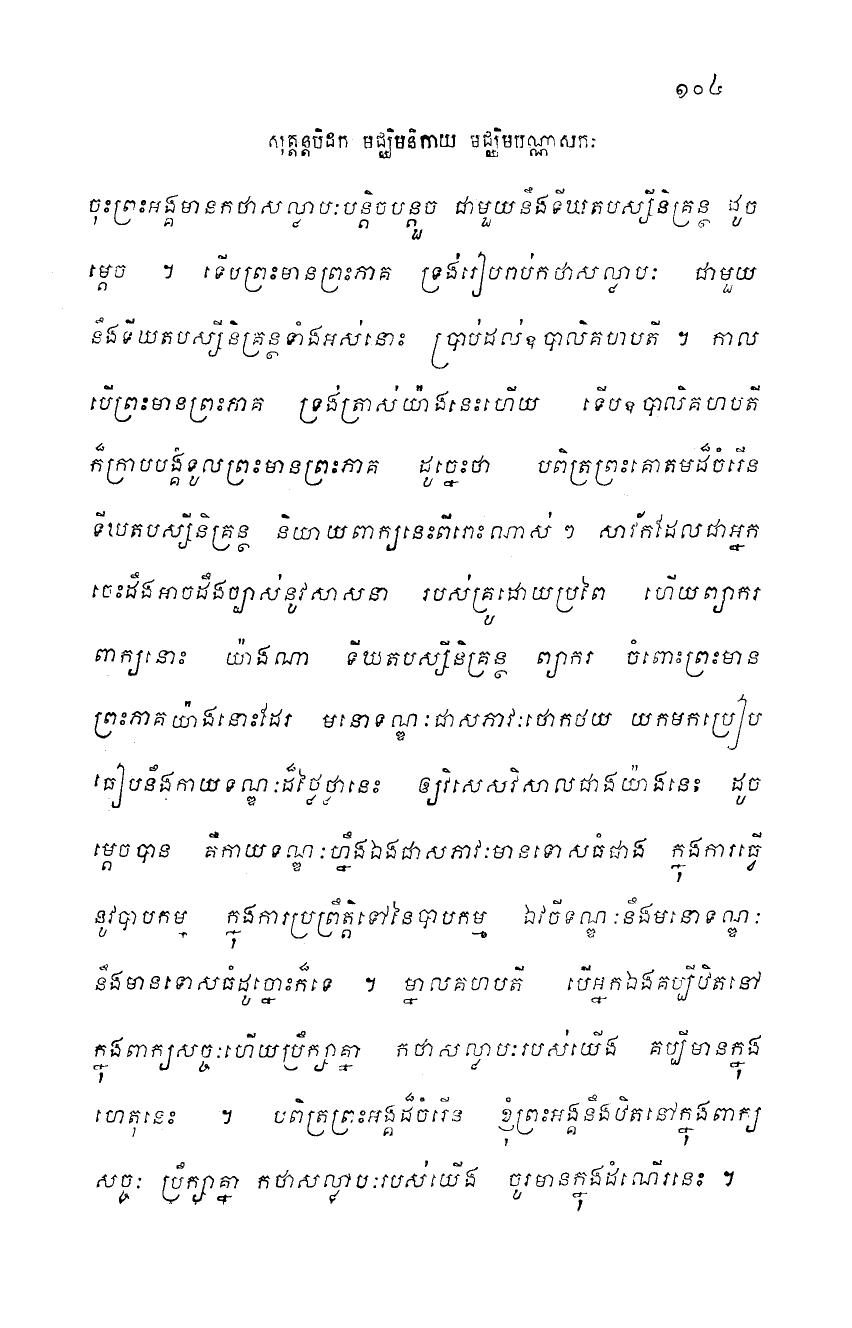 ១០៤
សុត្តន្តបិដក មជ្ឈិមនិកាយ មជ្ឈិមបណ្ណាសកៈ
ចុះព្រះអង្គមានកថាសល្លាបៈបន្តិចបន្តួច ជាមួយនឹងទីឃតបស្សីនិគ្រន្ថ ដូច
ម្តេច ។ ទើបព្រះមានព្រះភាគ ទ្រង់រៀបរាប់កថាសល្លាបៈ ជាមួយ
នឹងទីឃតបស្សីនិគ្រន្ថទាំងអស់នោះ ប្រាប់ដល់ឧបាលិគហបតី ។ កាល
បើព្រះមានព្រះភាគ ទ្រង់ត្រាស់យ៉ាងនេះហើយ ទើបឧបាលិគហបតី
ក៏ក្រាបបង្គំទូលព្រះមានព្រះភាគ ដូច្នេះថា បពិត្រព្រះគោតមដ៏ចំរើន
ទីឃតបស្សីនិគ្រន្ថ និយាយពាក្យនេះពីរោះណាស់ ៗ សាវ័កដែលជាអ្នក
ចេះដឹងអាចដឹងច្បាស់នូវសាសនា របស់គ្រូដោយប្រពៃ ហើយព្យាករ
ពាក្យនោះ យ៉ាងណា ទីឃតបស្សីនិគ្រន្ថ ព្យាករ ចំពោះព្រះមាន
ព្រះភាគយ៉ាងនោះដែរ មនោទណ្ឌៈជាសភាវៈថោកថយ យកមកប្រៀប
ធៀបនឹងកាយទណ្ឌៈដ៏ថ្លៃថ្លានេះ ឲ្យវិសេសវិសាលជាងយ៉ាងនេះ ដូច
ម្តេចបាន គឺកាយទណ្ឌៈហ្នឹងឯងជាសភាវៈមានទោសធំជាង ក្នុងការធ្វើ
នូវបាបកម្ម ក្នុងការប្រព្រឹត្តិទៅនៃបាបកម្ម ឯវចីទណ្ឌៈនឹងមនោទណ្ឌៈ
នឹងមានទោសធំដូច្នោះក៏ទេ ។ ម្នាលគហបតី បើអ្នកឯងគប្បីឋិតនៅ
ក្នុងពាក្យសច្ចៈហើយប្រឹក្សាគ្នា កថាសល្លាបៈរបស់យើង គប្បីមានក្នុង
ហេតុនេះ ។ បពិត្រព្រះអង្គដ៏ចំរើន ខ្ញុំព្រះអង្គនឹងឋិតនៅក្នុងពាក្យ
សច្ចៈ ប្រឹក្សាគ្នា កថាសល្លាបៈរបស់យើង ចូរមានក្នុងដំណើរនេះ ។